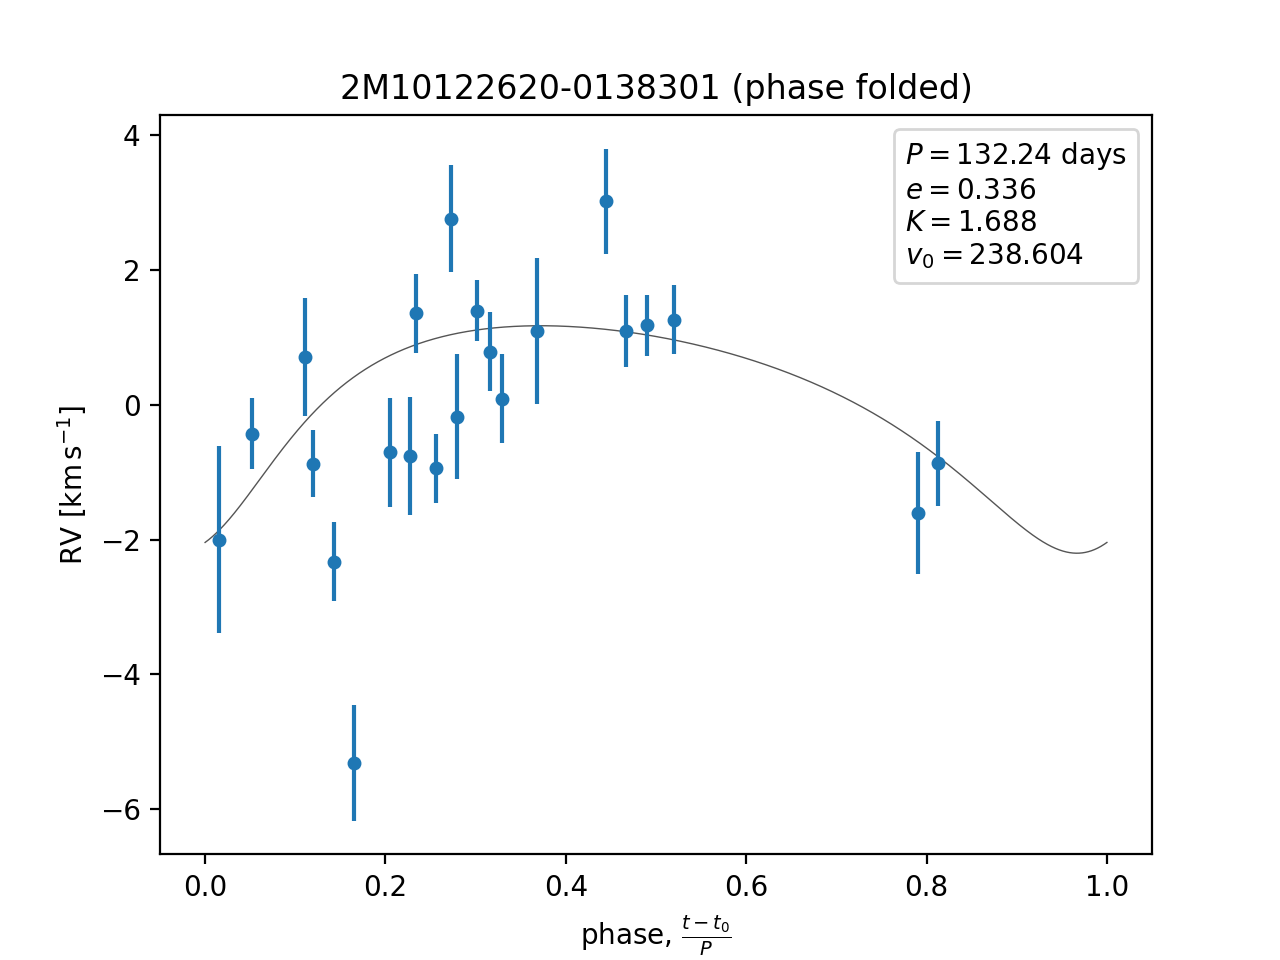 2M10122620-0138301 (phase folded)
P = 132.24 days
e = 0.336
K = 1.688
v₀ = 238.604
RV [km s⁻¹]
4
2
0
−2
−4
−6
0.0 0.2 0.4 0.6 0.8 1.0
phase, (t − t₀)/P